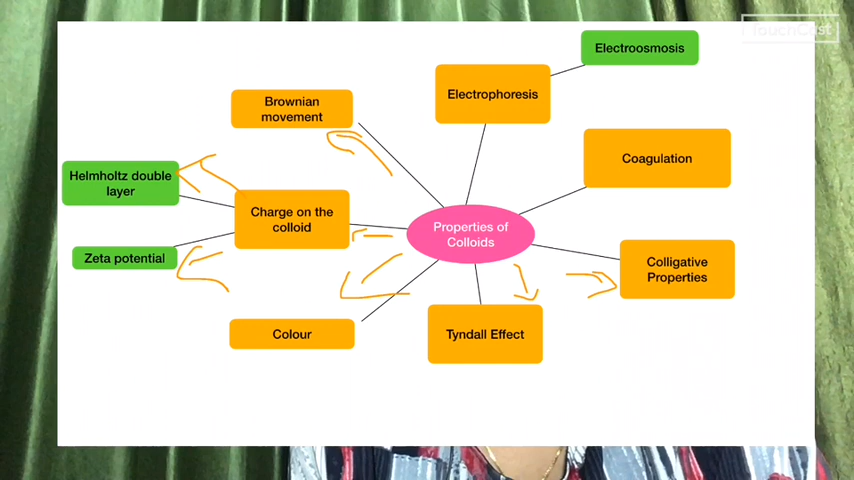 TouchCast
Electroosmosis
Electrophoresis
Brownian
movement
Coagulation
Helmholtz double
layer
Charge on the
colloid
Properties of
Colloids
Zeta potential
Colligative
Properties
Colour
Tyndall Effect